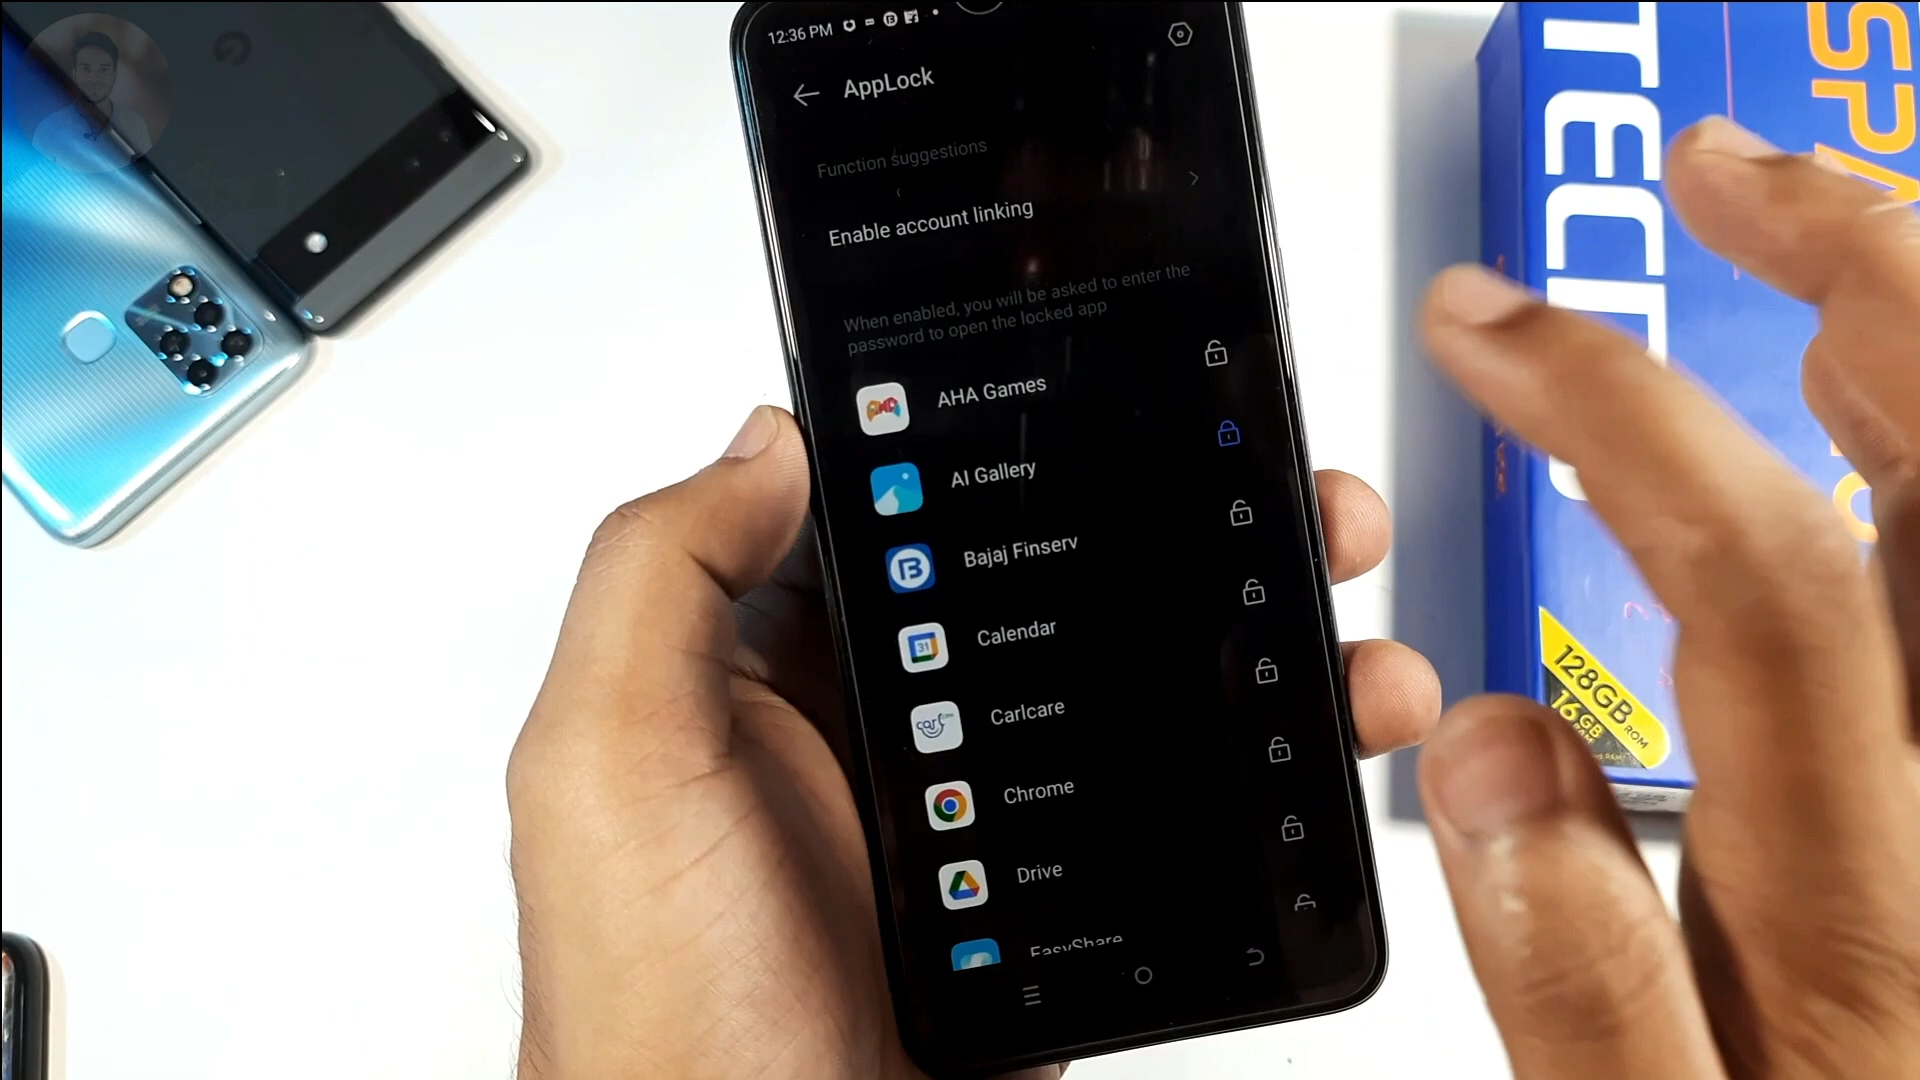 12:36 PM
AppLock
Function suggestions
Enable account linking
When enabled, you will be asked to enter the
password to open the locked app
AHA Games
AI Gallery
Bajaj Finserv
31
Calendar
Carlcare
Chrome
Drive
EasyShare
TECNO
SPA
128GB ROM
16GB